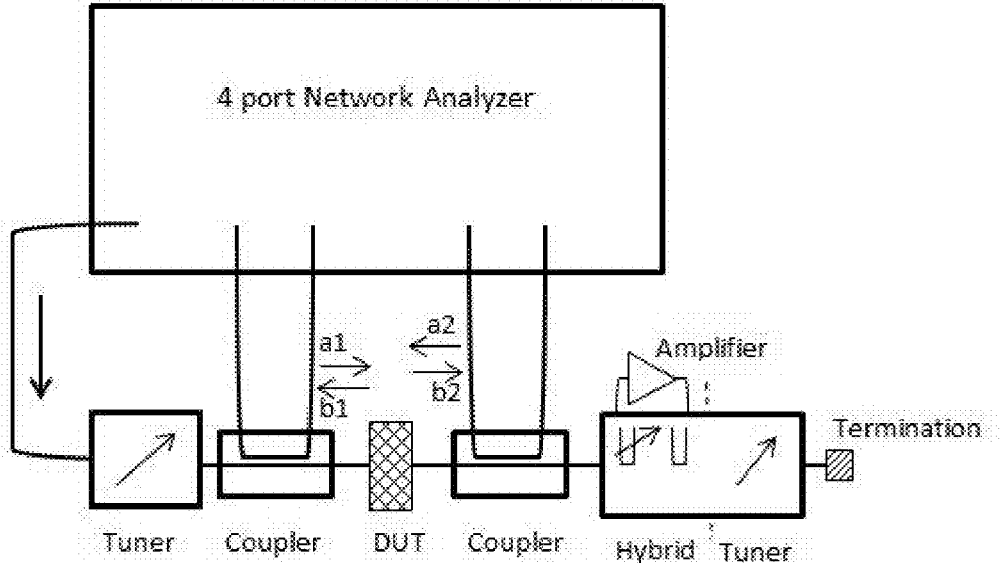 4 port Network Analyzer
a1
a2
b1
b2
Amplifier
Termination
Tuner
Coupler
DUT
Coupler
Hybrid
Tuner